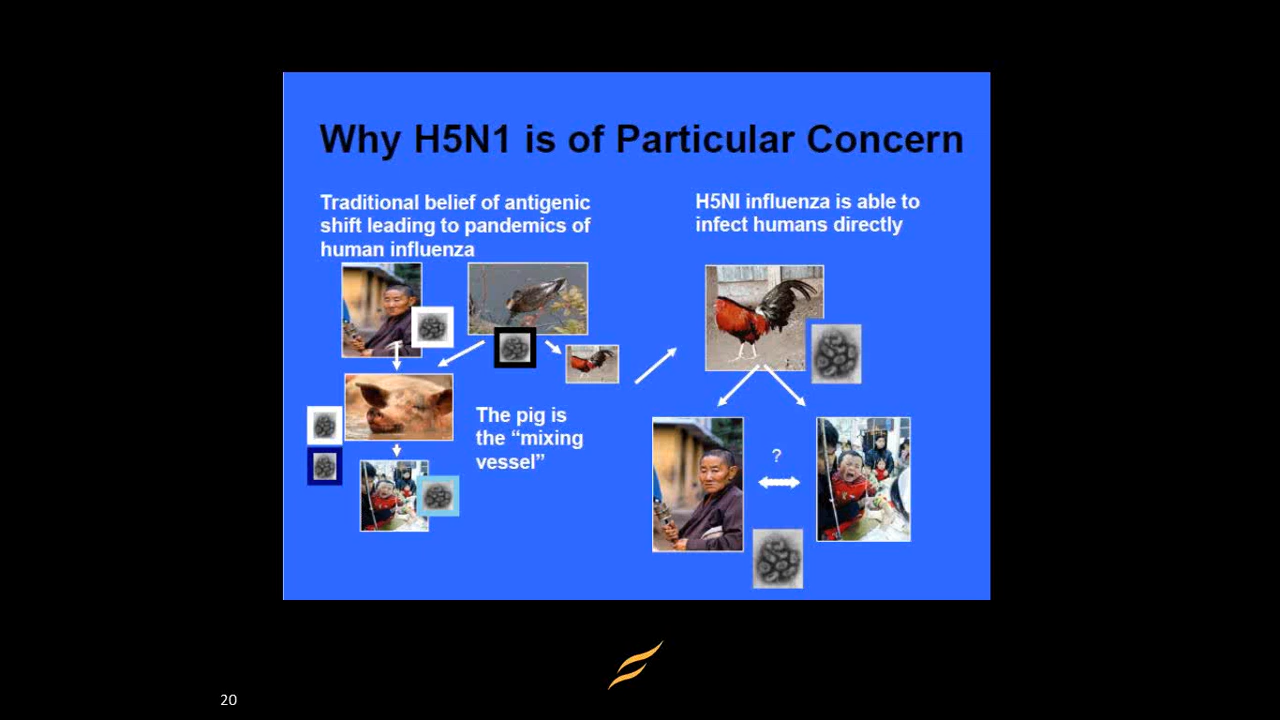 Why H5N1 is of Particular Concern
Traditional belief of antigenic
shift leading to pandemics of
human influenza
H5NI influenza is able to
infect humans directly
The pig is
the “mixing
vessel”
?
20